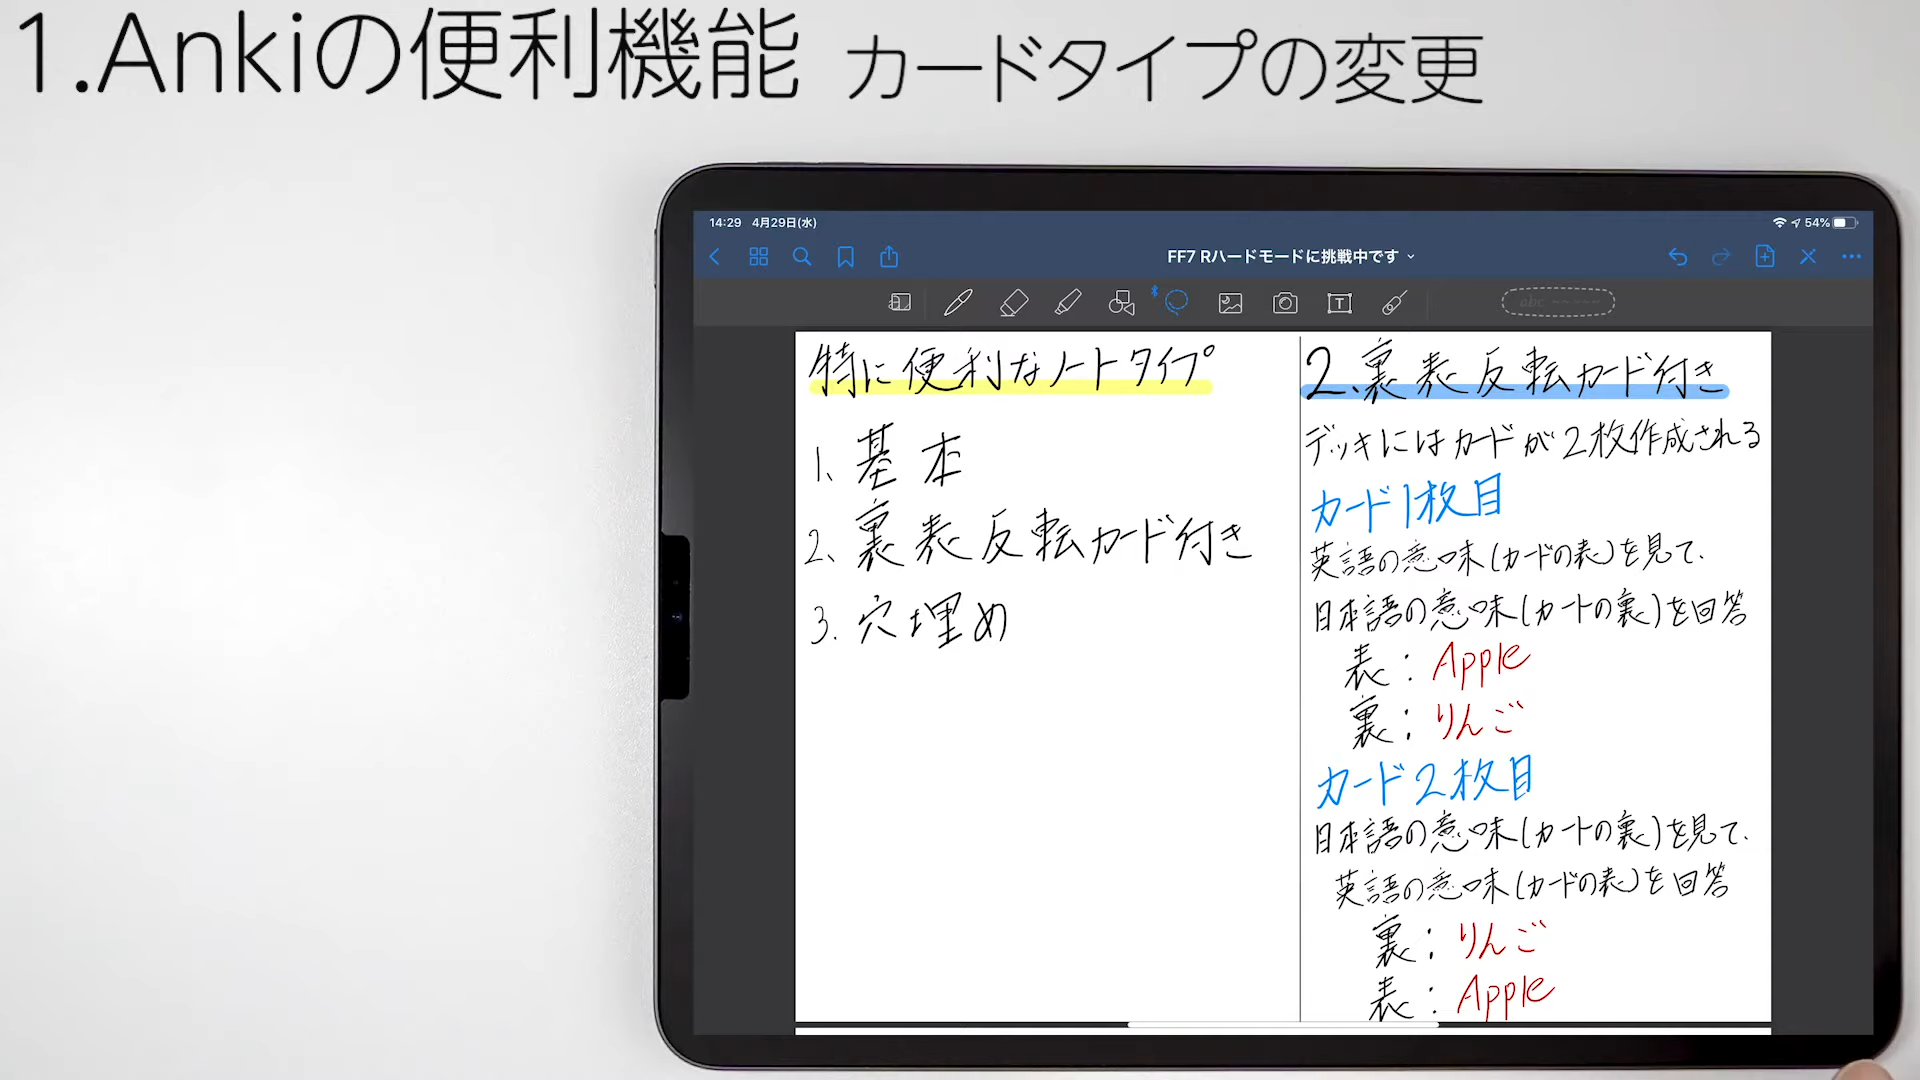 1.Ankiの便利機能 カードタイプの変更
14:29 4月29日(水)
54%
FF7 Rハードモードに挑戦中です
abc
特に便利なノートタイプ
1、基本
2、裏表反転カード付き
3.穴埋め
2、裏表反転カード付き
デッキにはカードが2枚作成される
カード1枚目
英語の意味(カードの表)を見て、
日本語の意味(カートの裏)を回答
表:Apple
裏:りんご
カード2枚目
日本語の意味(カートの裏)を見て、
英語の意味(カードの表)を回答
裏:りんご
表:Apple